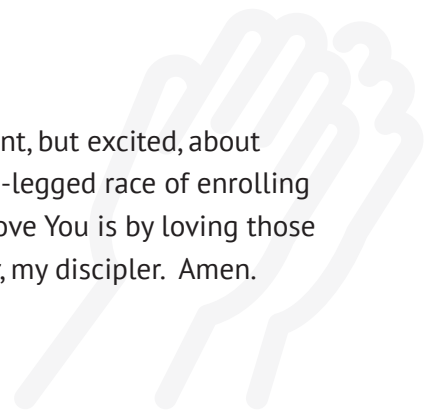 nt, but excited, about
-legged race of enrolling
ove You is by loving those
, my discipler.  Amen.